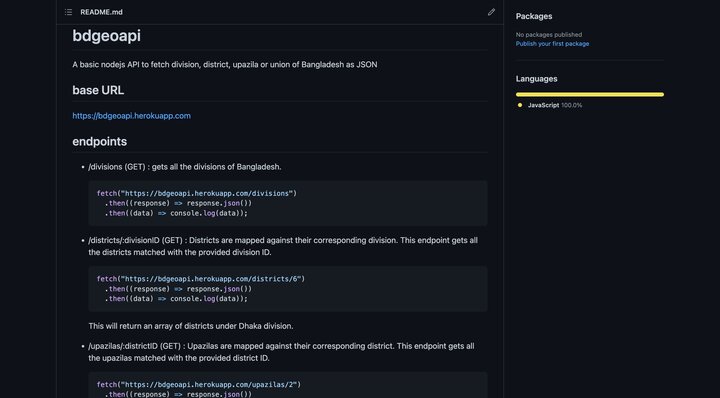 README.md
bdgeoapi
A basic nodejs API to fetch division, district, upazila or union of Bangladesh as JSON
base URL
https://bdgeoapi.herokuapp.com
endpoints
• /divisions (GET) : gets all the divisions of Bangladesh.
fetch("https://bdgeoapi.herokuapp.com/divisions")
.then((response) => response.json())
.then((data) => console.log(data));
• /districts/:divisionID (GET) : Districts are mapped against their corresponding division. This endpoint gets all
the districts matched with the provided division ID.
fetch("https://bdgeoapi.herokuapp.com/districts/6")
.then((response) => response.json())
.then((data) => console.log(data));
This will return an array of districts under Dhaka division.
• /upazilas/:districtID (GET) : Upazilas are mapped against their corresponding district. This endpoint gets all
the upazilas matched with the provided district ID.
fetch("https://bdgeoapi.herokuapp.com/upazilas/2")
.then((response) => response.json())
Packages
No packages published
Publish your first package
Languages
JavaScript 100.0%